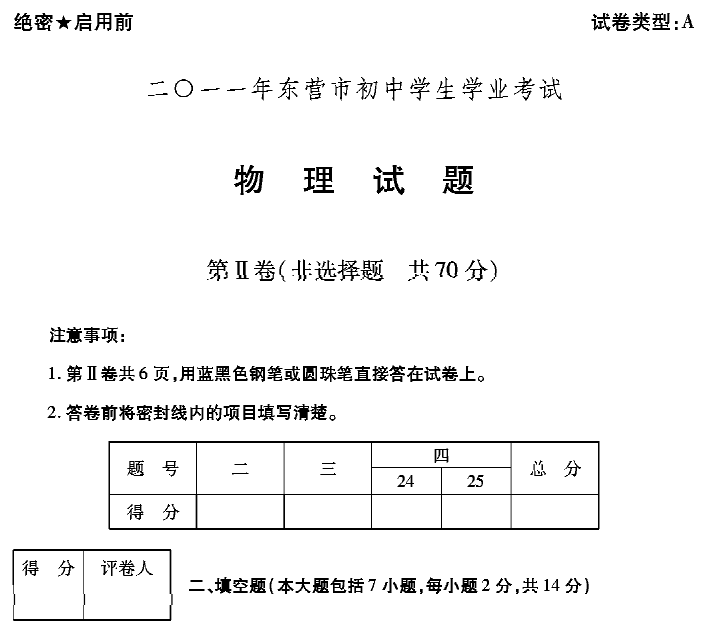 绝密★启用前 试卷类型:A
二〇一一年东营市初中学生学业考试
物 理 试 题
第Ⅱ卷(非选择题 共70分)
注意事项:
1. 第Ⅱ卷共6页,用蓝黑色钢笔或圆珠笔直接答在试卷上。
2. 答卷前将密封线内的项目填写清楚。
题 号 二 三 四 总 分
24 25
得 分
得 分 评卷人
二、填空题(本大题包括7小题,每小题2分,共14分)